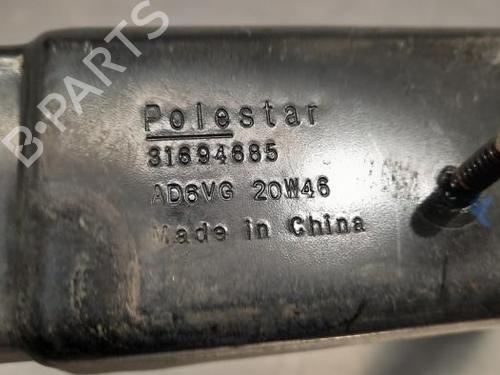 Polestar
31694685
AD6VG 20W46
Made in China
B-PARTS